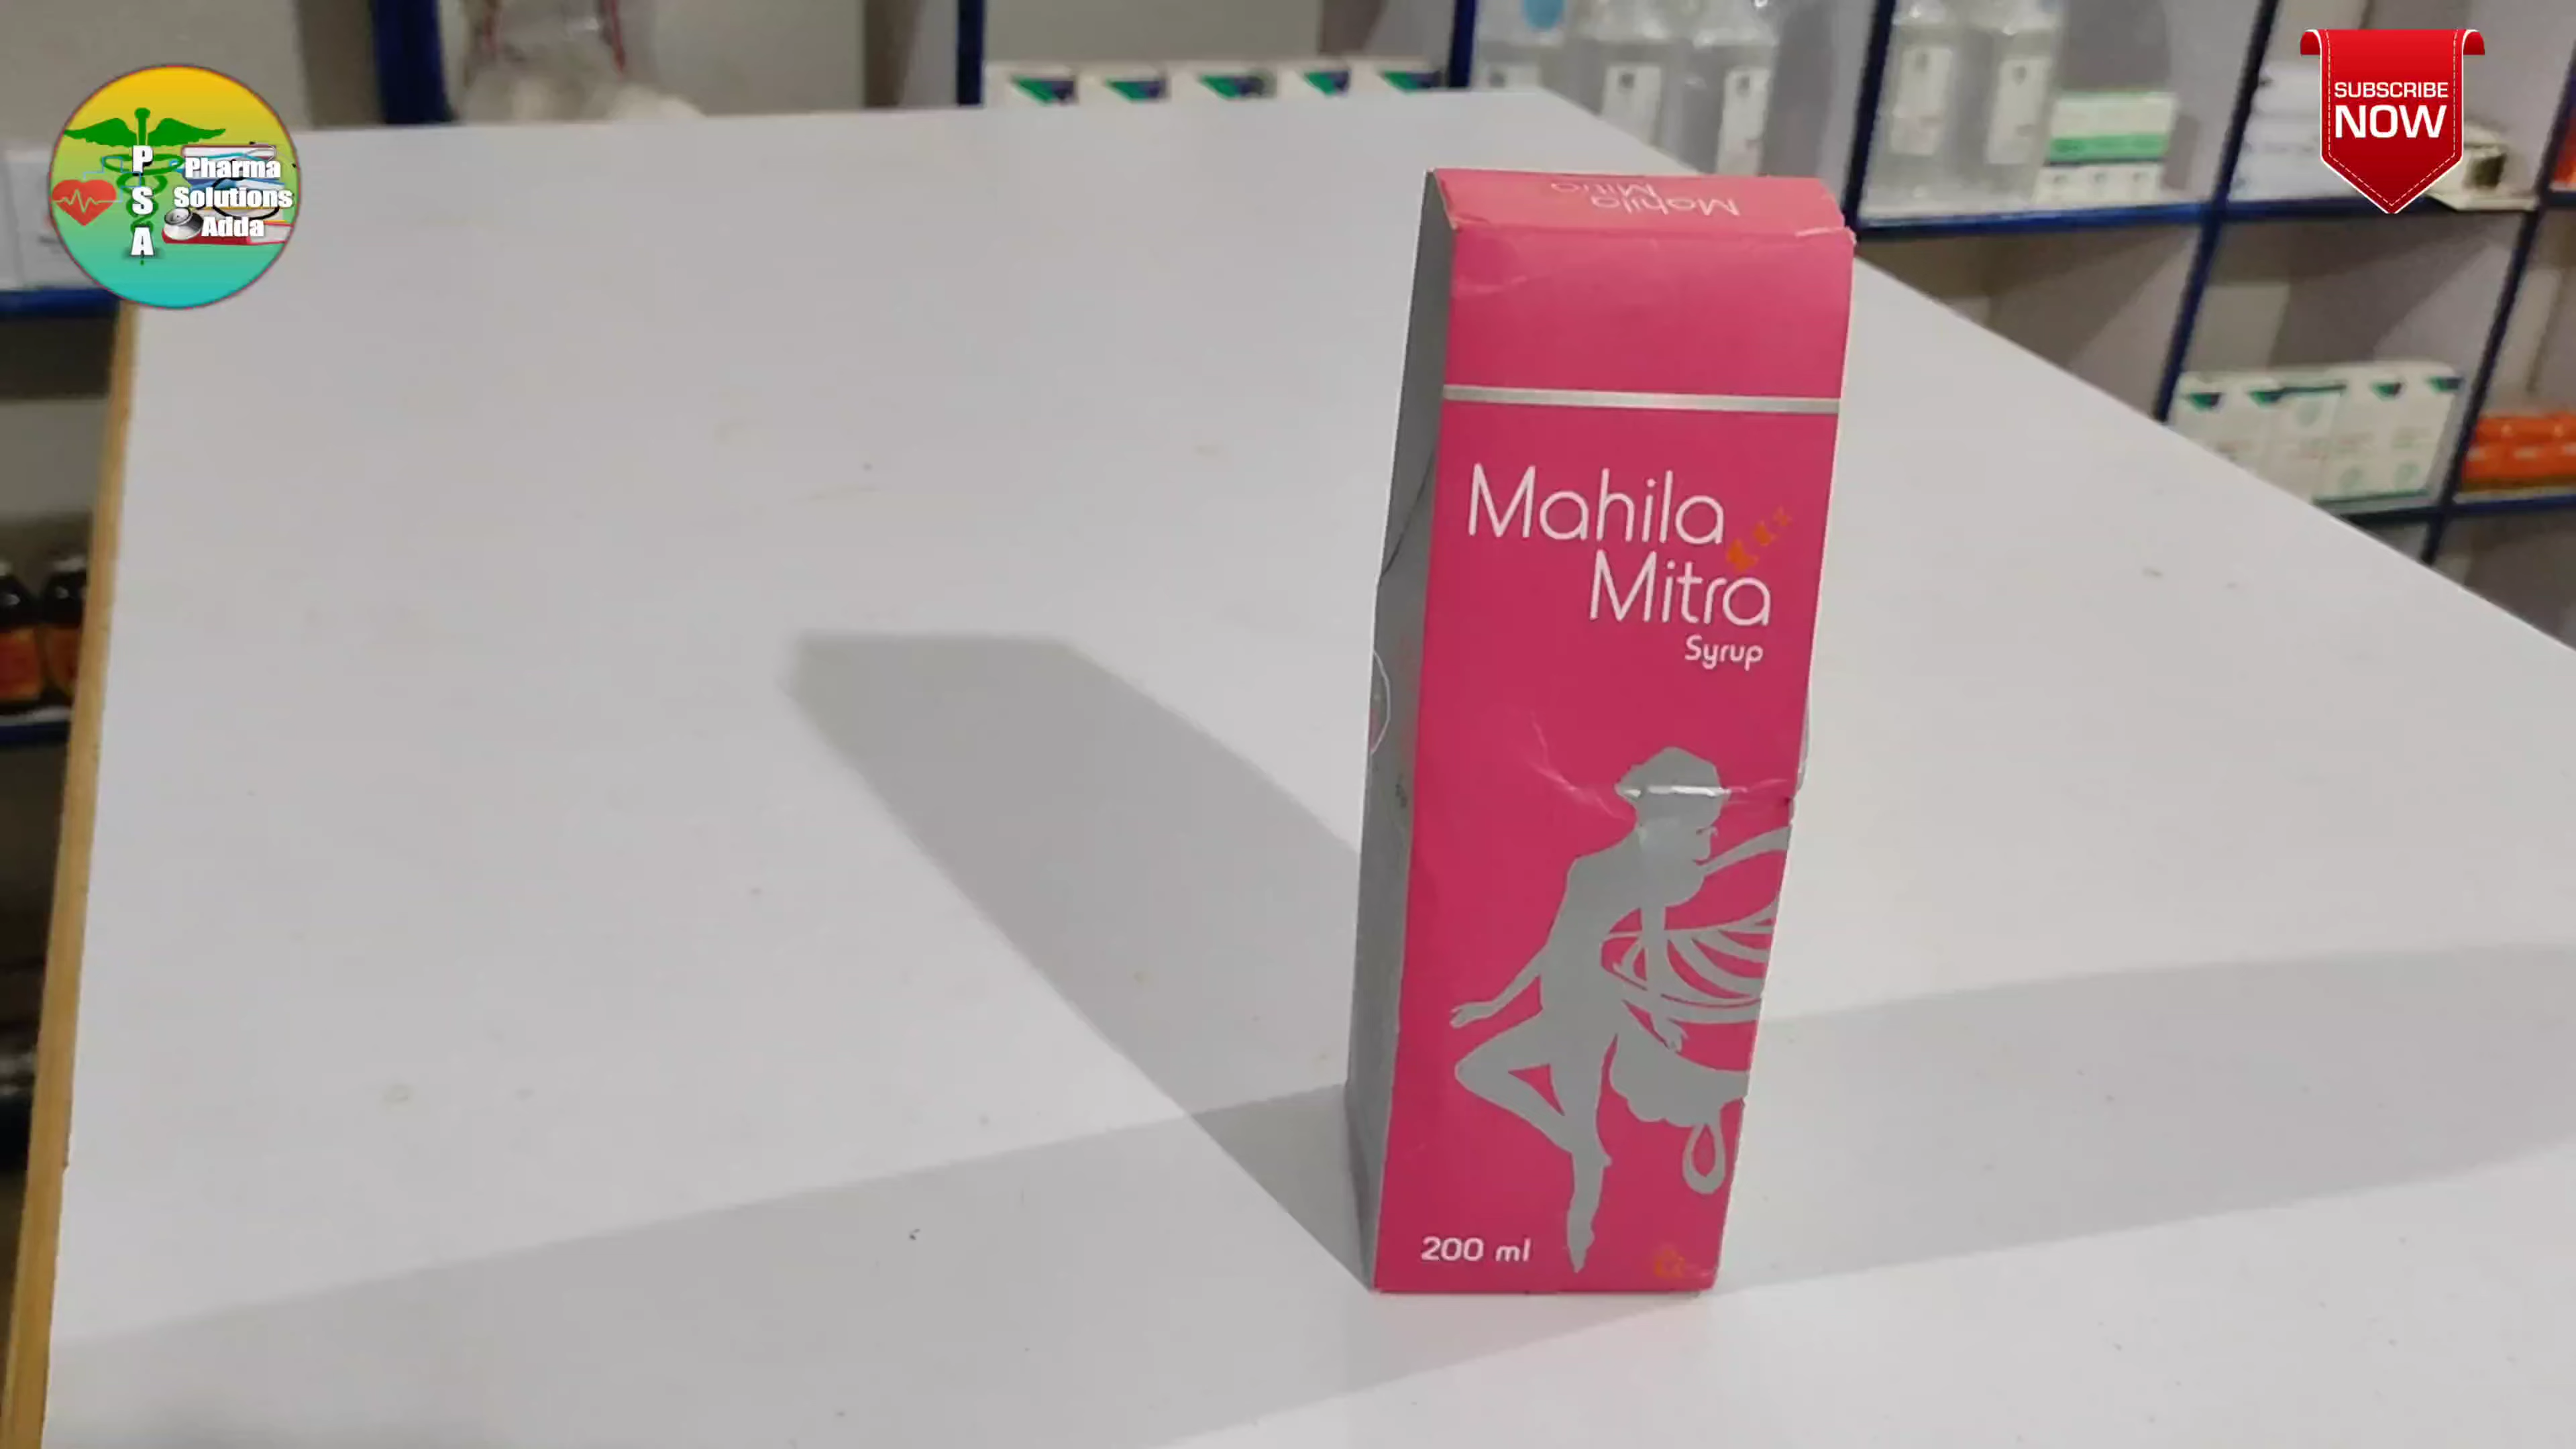 P
S
A
Pharma
Solutions
Adda
SUBSCRIBE
NOW
Mahila
Mitra
Mahila
Mitra
Syrup
200 ml